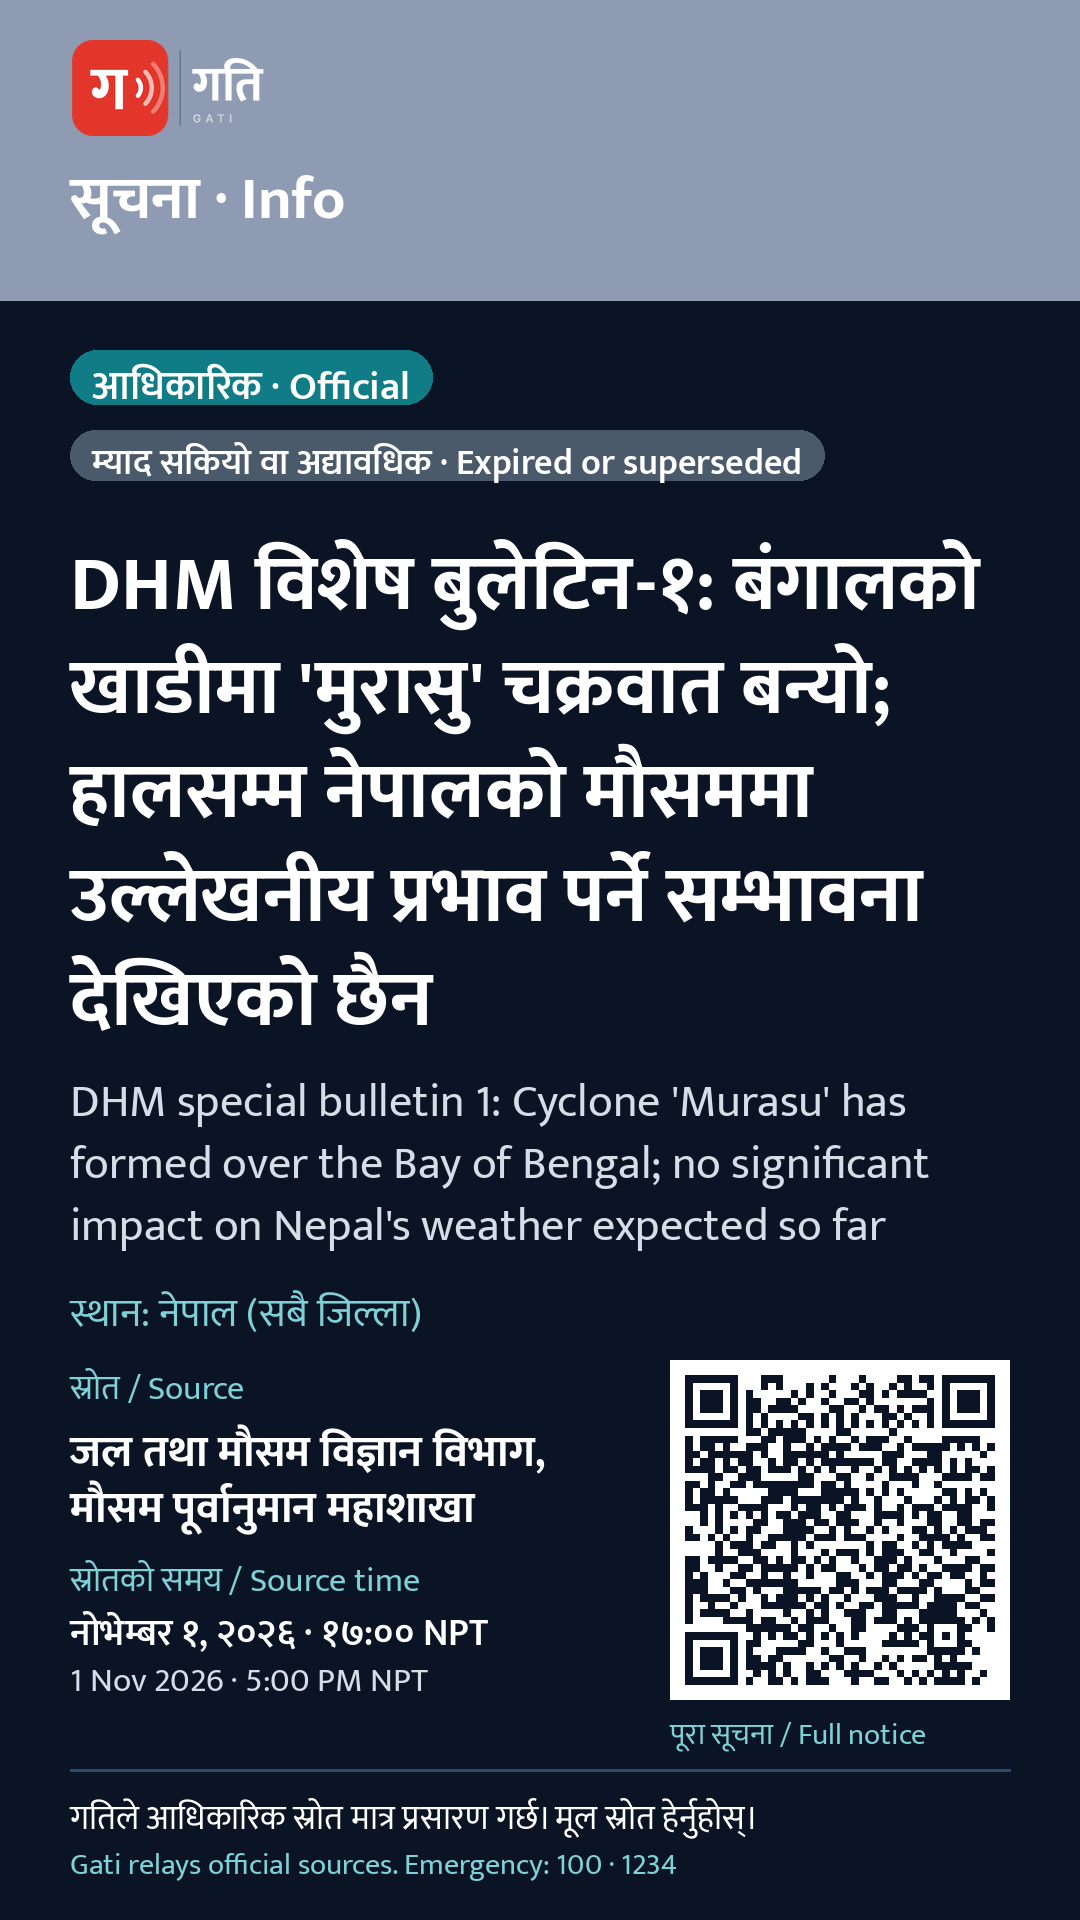 ग
गति
GATI
सूचना · Info
आधिकारिक · Official
म्याद सकियो वा अद्यावधिक · Expired or superseded
DHM विशेष बुलेटिन-१: बंगालको
खाडीमा 'मुरासु' चक्रवात बन्यो;
हालसम्म नेपालको मौसममा
उल्लेखनीय प्रभाव पर्ने सम्भावना
देखिएको छैन
DHM special bulletin 1: Cyclone 'Murasu' has
formed over the Bay of Bengal; no significant
impact on Nepal's weather expected so far
स्थान: नेपाल (सबै जिल्ला)
स्रोत / Source
जल तथा मौसम विज्ञान विभाग,
मौसम पूर्वानुमान महाशाखा
स्रोतको समय / Source time
नोभेम्बर १, २०२६ · १७:०० NPT
1 Nov 2026 · 5:00 PM NPT
पूरा सूचना / Full notice
गतिले आधिकारिक स्रोत मात्र प्रसारण गर्छ। मूल स्रोत हेर्नुहोस्।
Gati relays official sources. Emergency: 100 · 1234